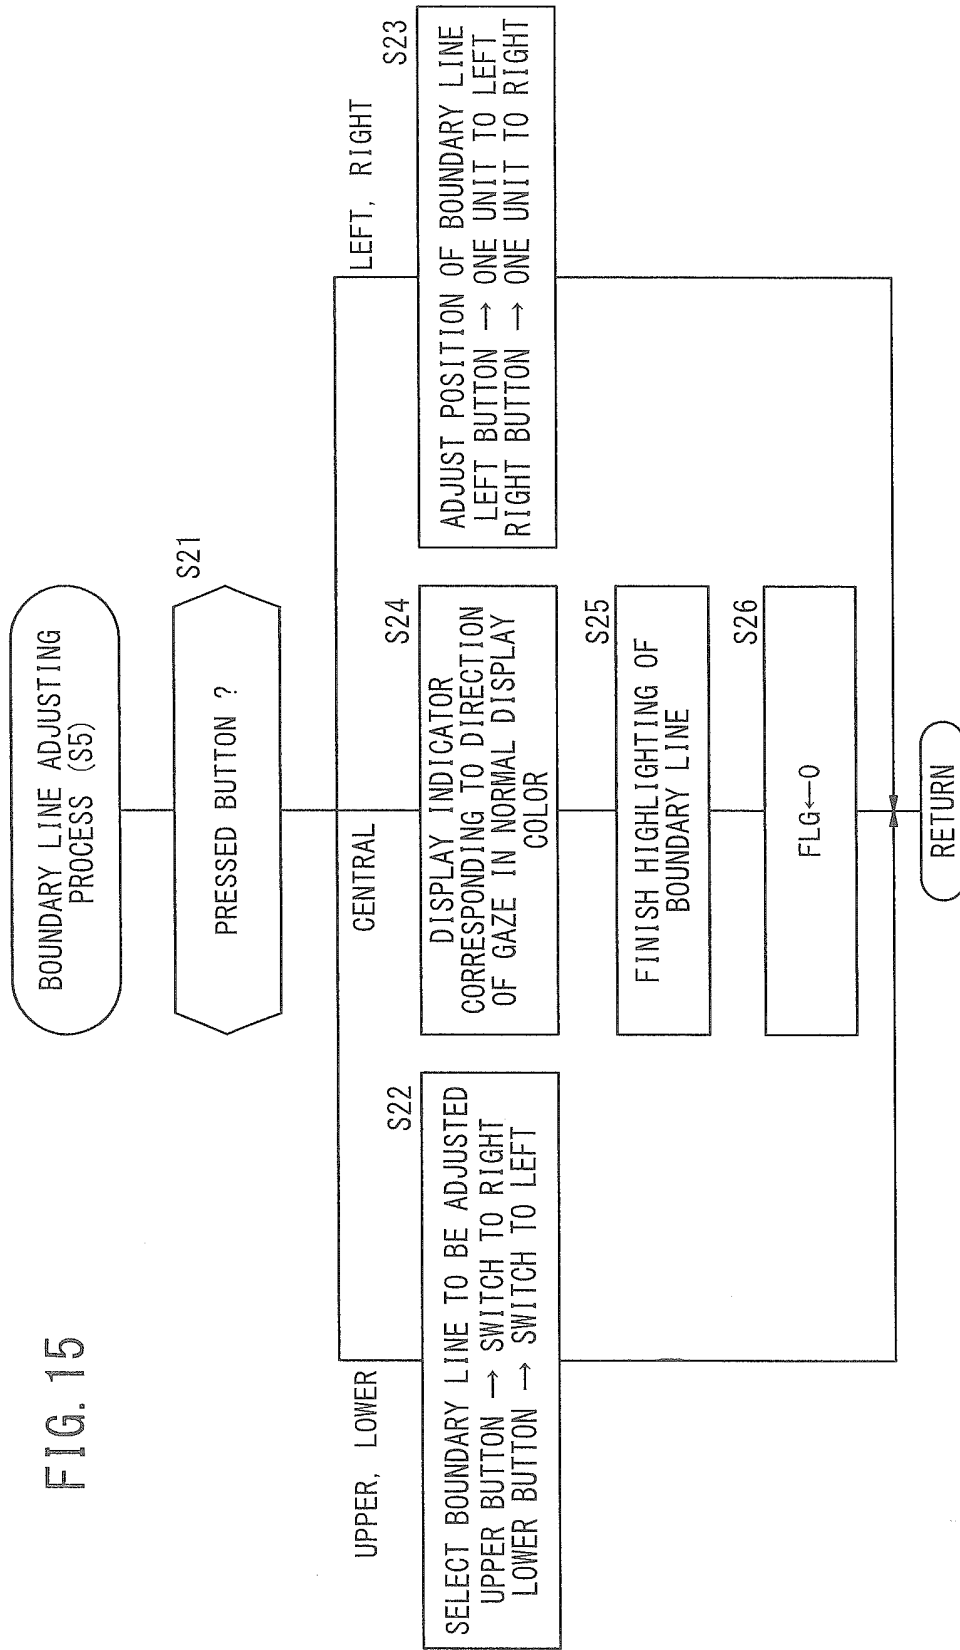 FIG. 15
BOUNDARY LINE ADJUSTING
PROCESS (S5)
S21
PRESSED BUTTON ?
UPPER, LOWER
CENTRAL
LEFT, RIGHT
S22
SELECT BOUNDARY LINE TO BE ADJUSTED
UPPER BUTTON → SWITCH TO RIGHT
LOWER BUTTON → SWITCH TO LEFT
S24
DISPLAY INDICATOR
CORRESPONDING TO DIRECTION
OF GAZE IN NORMAL DISPLAY
COLOR
S23
ADJUST POSITION OF BOUNDARY LINE
LEFT BUTTON → ONE UNIT TO LEFT
RIGHT BUTTON → ONE UNIT TO RIGHT
S25
FINISH HIGHLIGHTING OF
BOUNDARY LINE
S26
FLG←0
RETURN